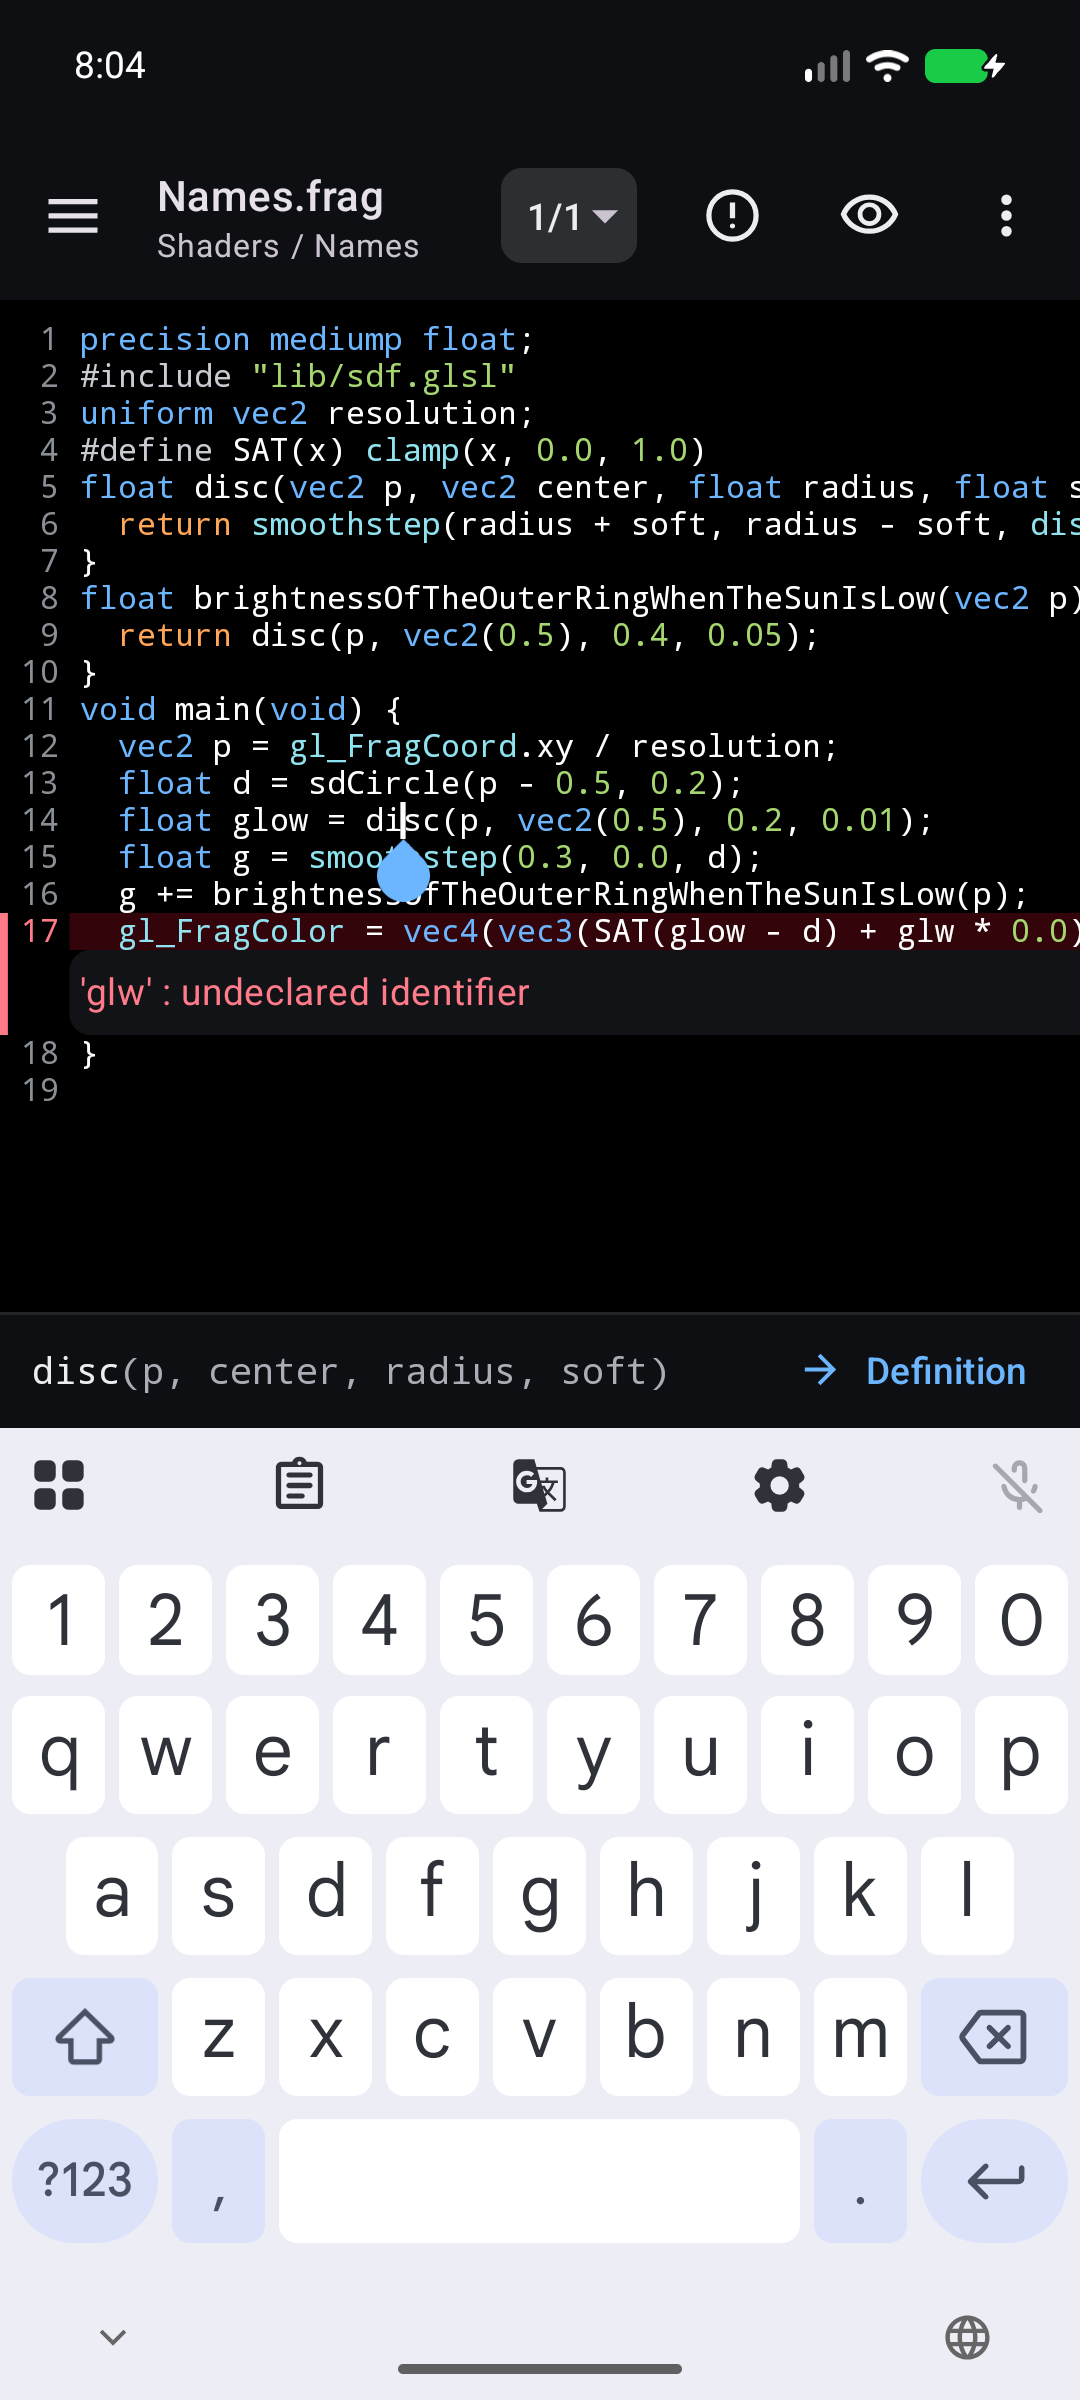 8:04
Names.frag
Shaders / Names
1/1
1 precision mediump float;
2 #include "lib/sdf.glsl"
3 uniform vec2 resolution;
4 #define SAT(x) clamp(x, 0.0, 1.0)
5 float disc(vec2 p, vec2 center, float radius, float s
6   return smoothstep(radius + soft, radius - soft, dis
7 }
8 float brightnessOfTheOuterRingWhenTheSunIsLow(vec2 p)
9   return disc(p, vec2(0.5), 0.4, 0.05);
10 }
11 void main(void) {
12   vec2 p = gl_FragCoord.xy / resolution;
13   float d = sdCircle(p - 0.5, 0.2);
14   float glow = disc(p, vec2(0.5), 0.2, 0.01);
15   float g = smoothstep(0.3, 0.0, d);
16   g += brightnessOfTheOuterRingWhenTheSunIsLow(p);
17   gl_FragColor = vec4(vec3(SAT(glow - d) + glw * 0.0)
'glw' : undeclared identifier
18 }
19
disc(p, center, radius, soft) Definition
1 2 3 4 5 6 7 8 9 0
q w e r t y u i o p
a s d f g h j k l
z x c v b n m
?123 , .